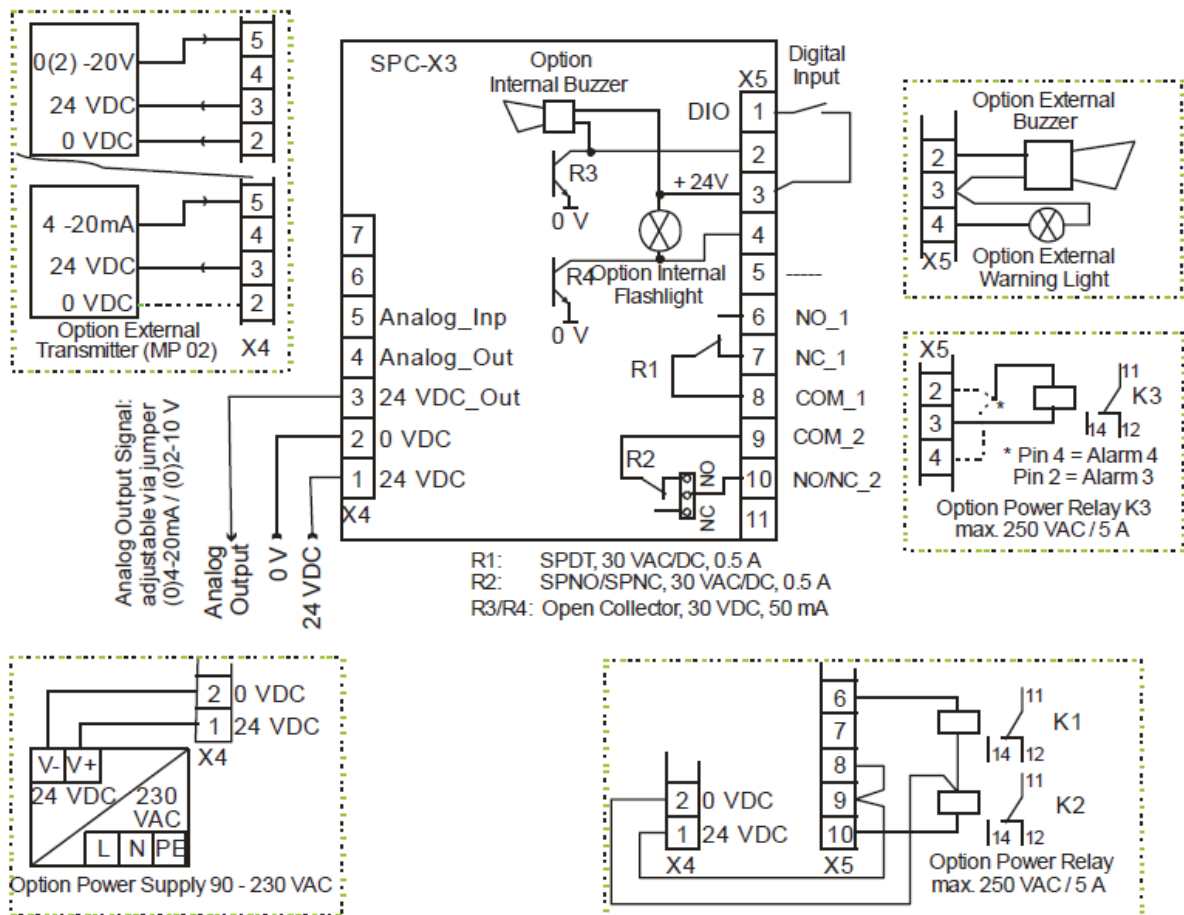 0(2) -20V
24 VDC
0 VDC
5
4
3
2
4 -20mA
24 VDC
0 VDC
5
4
3
2
Option External
Transmitter (MP 02)
X4
SPC-X3
Option
Internal Buzzer
R3
0 V
+ 24V
R4
Option Internal
Flashlight
0 V
7
6
5 Analog_Inp
4 Analog_Out
3 24 VDC_Out
2 0 VDC
1 24 VDC
X4
Digital
Input
X5
DIO 1
2
3
4
5 -----
6 NO_1
7 NC_1
8 COM_1
9 COM_2
10 NO/NC_2
11
R1
R2
NO
NC
Analog Output Signal:
adjustable via jumper
(0)4-20mA / (0)2-10 V
Analog
Output
0 V
24 VDC
R1: SPDT, 30 VAC/DC, 0.5 A
R2: SPNO/SPNC, 30 VAC/DC, 0.5 A
R3/R4: Open Collector, 30 VDC, 50 mA
Option External
Buzzer
2
3
4
X5
Option External
Warning Light
X5
2
3
4
*
11
K3
14 12
* Pin 4 = Alarm 4
Pin 2 = Alarm 3
Option Power Relay K3
max. 250 VAC / 5 A
2 0 VDC
1 24 VDC
X4
V- V+
24 VDC
230
VAC
L N PE
Option Power Supply 90 - 230 VAC
6
7
8
9
10
X5
2 0 VDC
1 24 VDC
X4
11
K1
14 12
11
K2
14 12
Option Power Relay
max. 250 VAC / 5 A